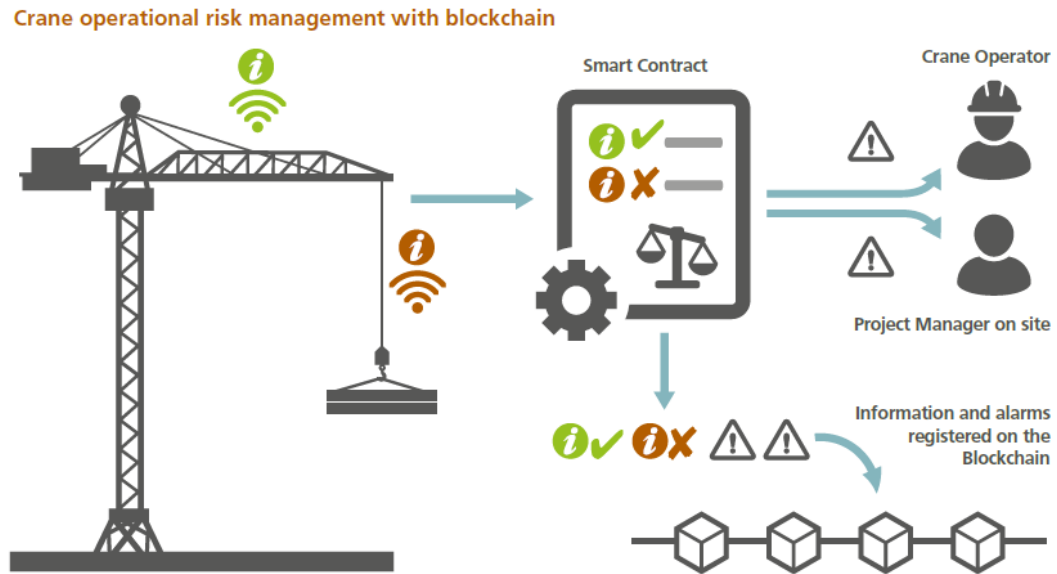 Crane operational risk management with blockchain
Smart Contract
Crane Operator
Project Manager on site
Information and alarms
registered on the
Blockchain